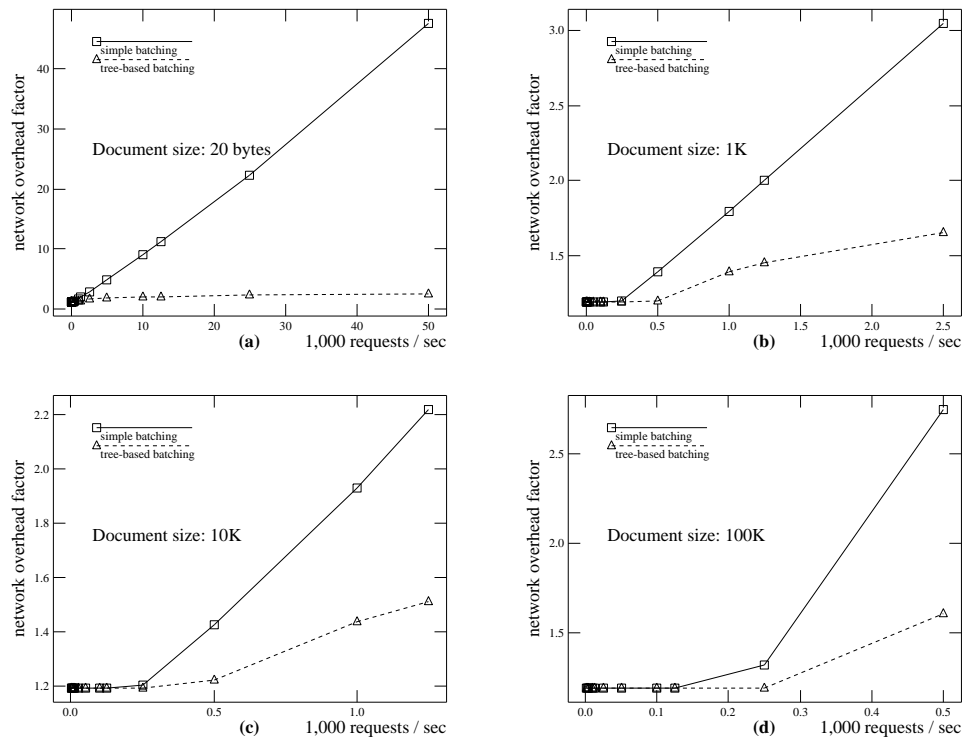 simple batching
tree-based batching
40
20
10
0
network overhead factor
Document size: 20 bytes
0
10
20
30
40
50
(a)
1,000 requests / sec
simple batching
tree-based batching
3.0
2.5
2.0
1.5
network overhead factor
Document size: 1K
0.0
0.5
1.0
1.5
2.0
2.5
(b)
1,000 requests / sec
simple batching
tree-based batching
2.2
2.0
1.8
1.6
1.4
1.2
network overhead factor
Document size: 10K
0.0
0.5
1.0
(c)
1,000 requests / sec
simple batching
tree-based batching
2.5
2.0
1.5
network overhead factor
Document size: 100K
0.0
0.1
0.2
0.3
0.4
0.5
(d)
1,000 requests / sec